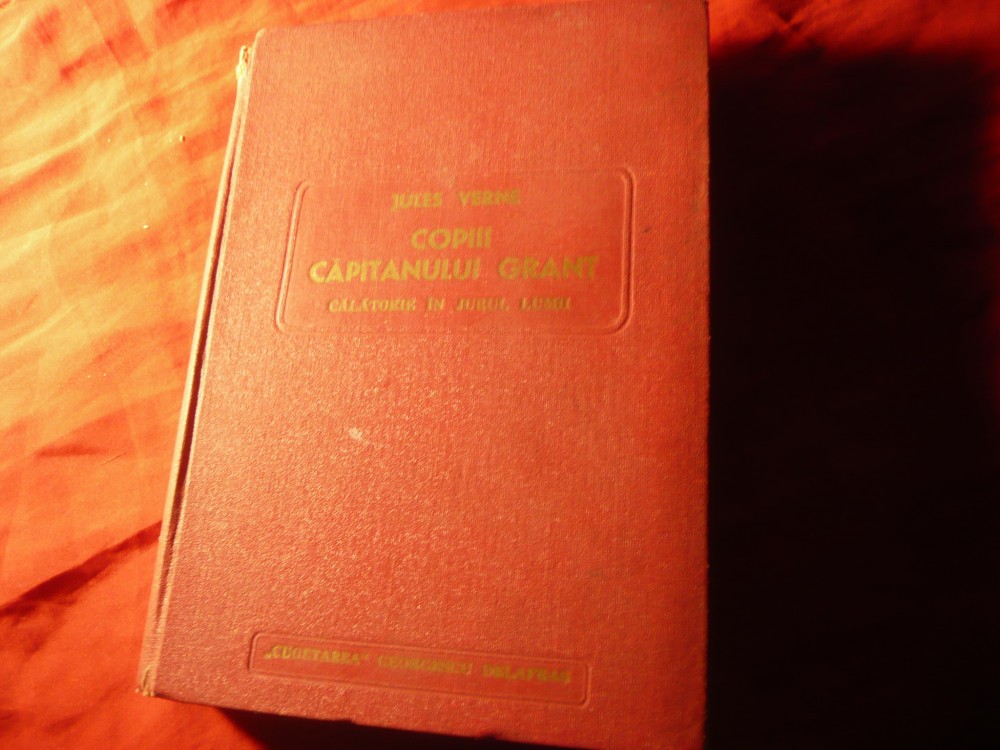 JULES VERNE
COPIII
CĂPITANULUI GRANT
CĂLĂTORIE ÎN JURUL LUMII
„CUGETAREA" GEORGESCU DELAFRAS